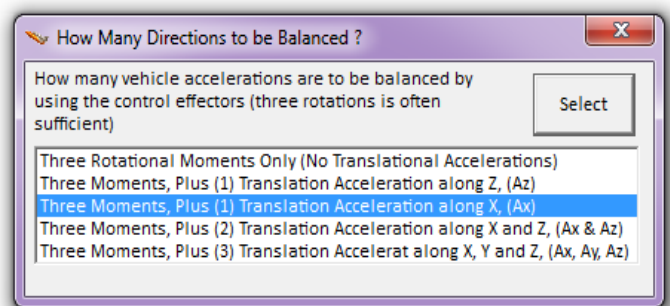 How Many Directions to be Balanced ?
How many vehicle accelerations are to be balanced by
using the control effectors (three rotations is often
sufficient)
Select
Three Rotational Moments Only (No Translational Accelerations)
Three Moments, Plus (1) Translation Acceleration along Z, (Az)
Three Moments, Plus (1) Translation Acceleration along X, (Ax)
Three Moments, Plus (2) Translation Acceleration along X and Z, (Ax & Az)
Three Moments, Plus (3) Translation Accelerat along X, Y and Z, (Ax, Ay, Az)